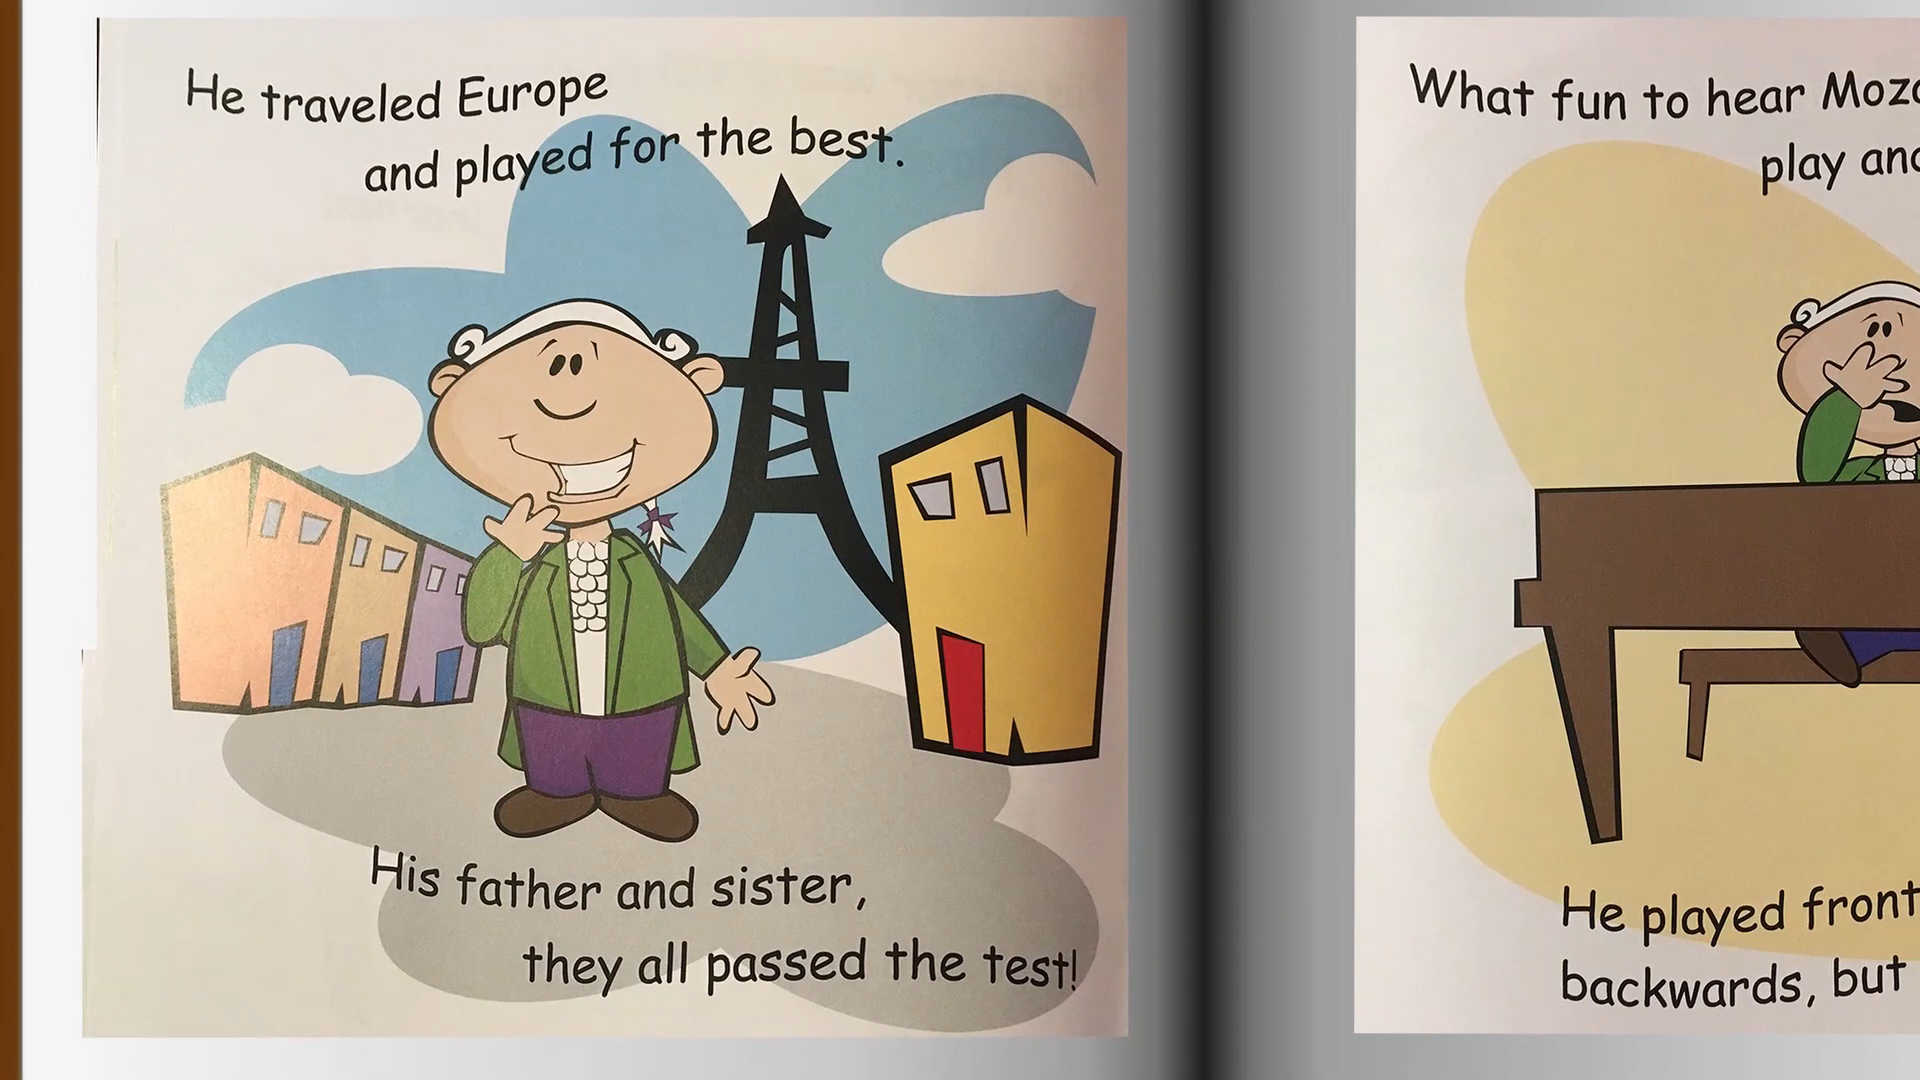 He traveled Europe
and played for the best.
His father and sister,
they all passed the test!
What fun to hear
play
He played front
backwards, but